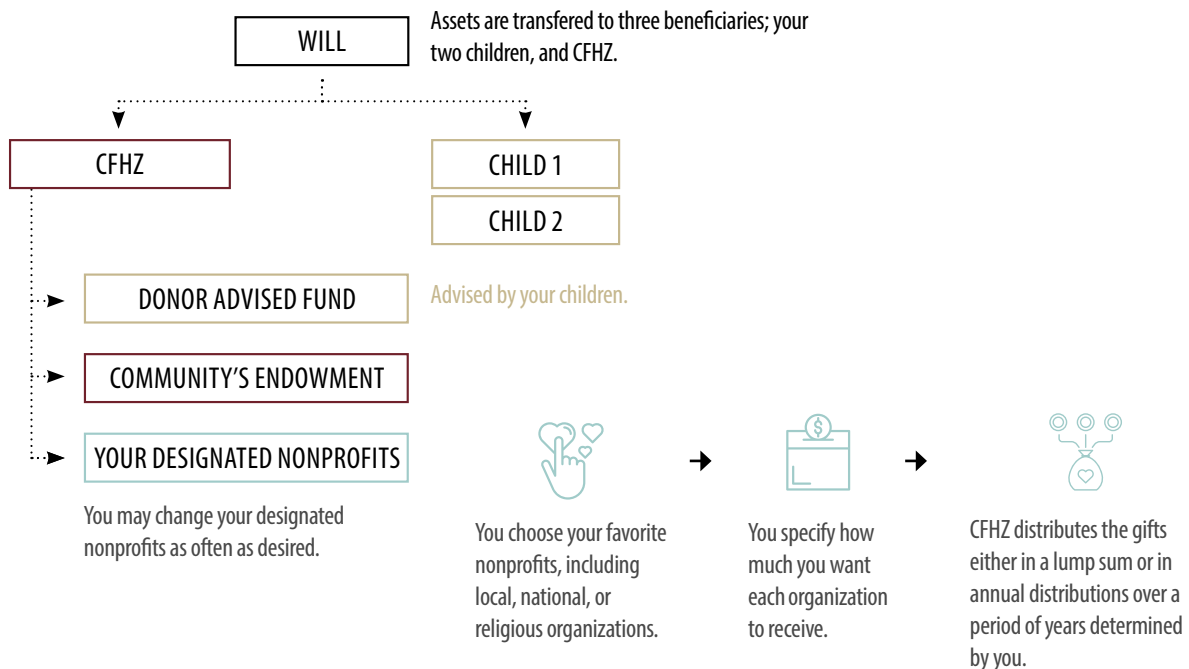 WILL
Assets are transfered to three beneficiaries; your
two children, and CFHZ.
CFHZ
CHILD 1
CHILD 2
DONOR ADVISED FUND
Advised by your children.
COMMUNITY'S ENDOWMENT
YOUR DESIGNATED NONPROFITS
You may change your designated
nonprofits as often as desired.
$
You choose your favorite
nonprofits, including
local, national, or
religious organizations.
You specify how
much you want
each organization
to receive.
CFHZ distributes the gifts
either in a lump sum or in
annual distributions over a
period of years determined
by you.